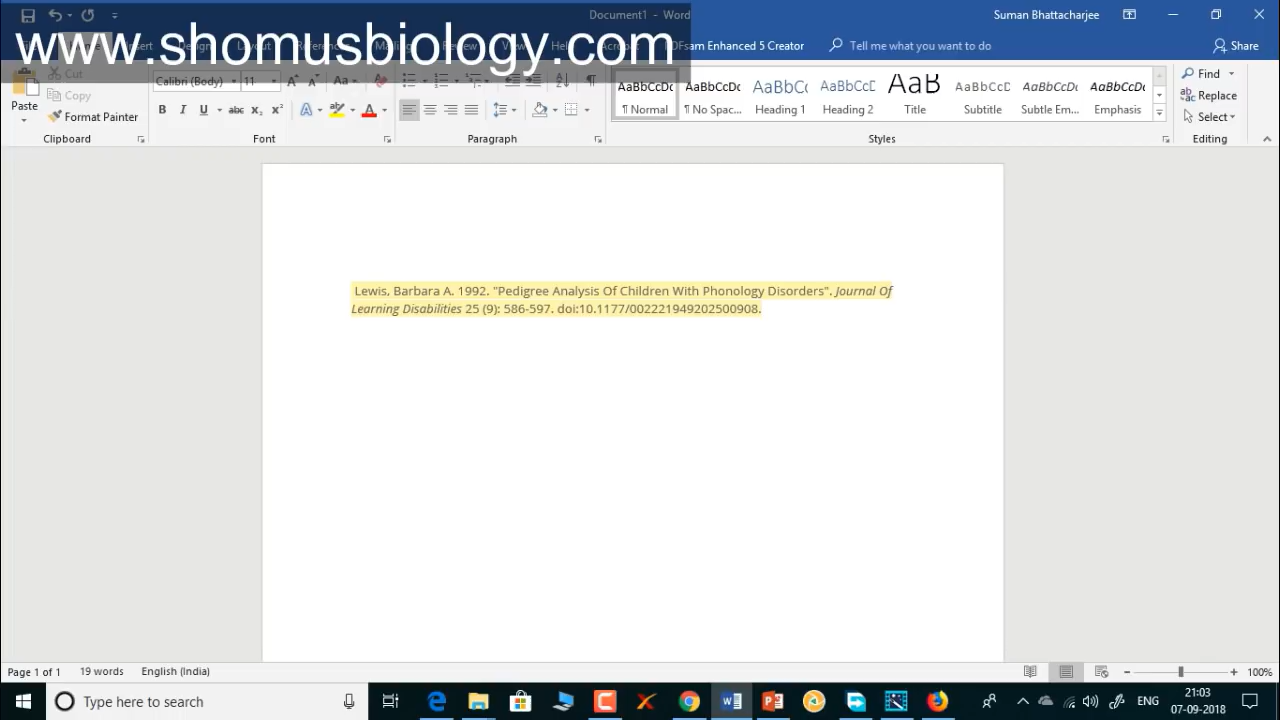 Document1 - Word
Suman Bhattacharjee
www.shomusbiology.com
PDFsam Enhanced 5 Creator
Tell me what you want to do
Share
Cut
Copy
Paste
Format Painter
Clipboard
Calibri (Body)
11
Font
Paragraph
AaBbCcDc AaBbCcDc AaBbCc AaBbCcD AaB AaBbCcD AaBbCcDc AaBbCcDc
¶ Normal ¶ No Spac... Heading 1 Heading 2 Title Subtitle Subtle Em... Emphasis
Styles
Find
Replace
Select
Editing
Lewis, Barbara A. 1992. "Pedigree Analysis Of Children With Phonology Disorders". Journal Of
Learning Disabilities 25 (9): 586-597. doi:10.1177/002221949202500908.
Page 1 of 1 19 words English (India)
100%
Type here to search
ENG
21:03
07-09-2018